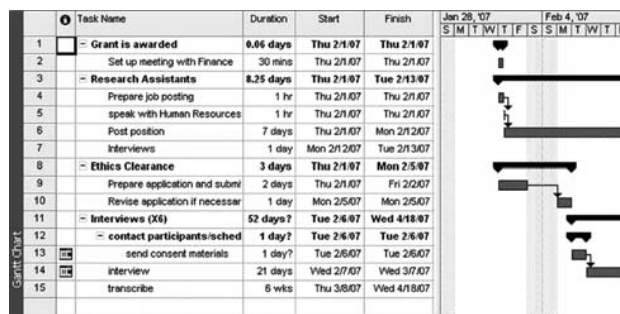 Task Name Duration Start Finish Jan 28, '07 Feb 4, '07
S M T W T F S S M T W T F
1 Grant is awarded 0.06 days Thu 2/1/07 Thu 2/1/07
2 Set up meeting with Finance 30 mins Thu 2/1/07 Thu 2/1/07
3 Research Assistants 8.25 days Thu 2/1/07 Tue 2/13/07
4 Prepare job posting 1 hr Thu 2/1/07 Thu 2/1/07
5 speak with Human Resources 1 hr Thu 2/1/07 Thu 2/1/07
6 Post position 7 days Thu 2/1/07 Mon 2/12/07
7 Interviews 1 day Mon 2/12/07 Tue 2/13/07
8 Ethics Clearance 3 days Thu 2/1/07 Mon 2/5/07
9 Prepare application and submi 2 days Thu 2/1/07 Fri 2/2/07
10 Revise application if necessar 1 day Mon 2/5/07 Mon 2/5/07
11 Interviews (X6) 52 days? Tue 2/6/07 Wed 4/18/07
12 contact participants/sched 1 day? Tue 2/6/07 Tue 2/6/07
13 send consent materials 1 day? Tue 2/6/07 Tue 2/6/07
14 interview 21 days Wed 2/7/07 Wed 3/7/07
15 transcribe 6 wks Thu 3/8/07 Wed 4/18/07
Gantt Chart